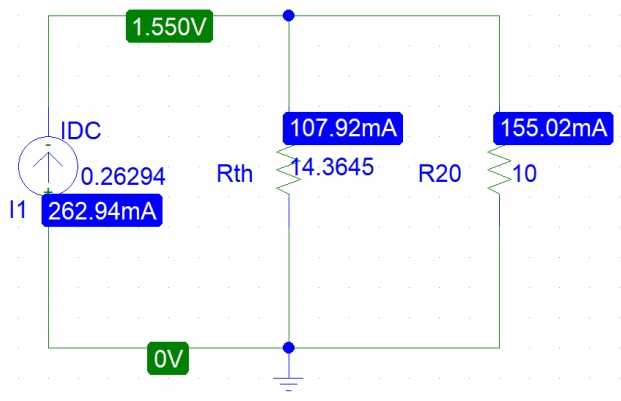 1.550V
107.92mA
155.02mA
IDC
-
0.26294
Rth
14.3645
R20
10
+
I1
262.94mA
0V